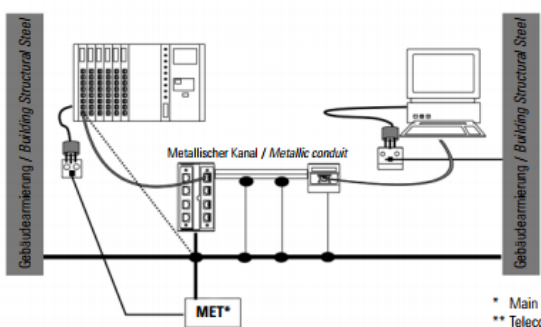 Gebäudearmierung / Building Structural Steel
Metallischer Kanal / Metallic conduit
Gebäudearmierung / Building Structural Steel
MET*
* Main
** Teleco